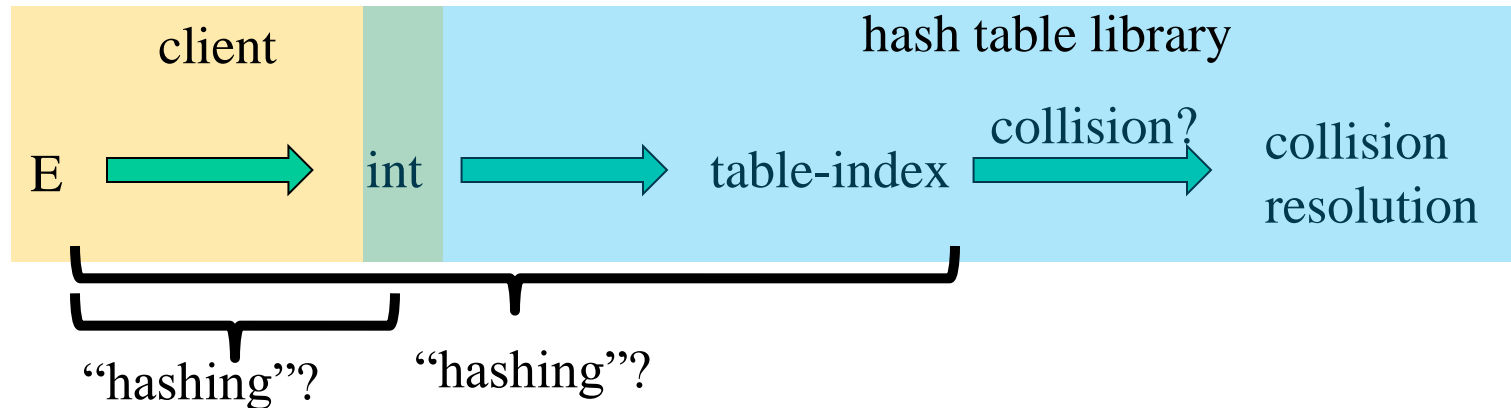 client
hash table library
collision?
E
int
table-index
collision
resolution
“hashing”?
“hashing”?